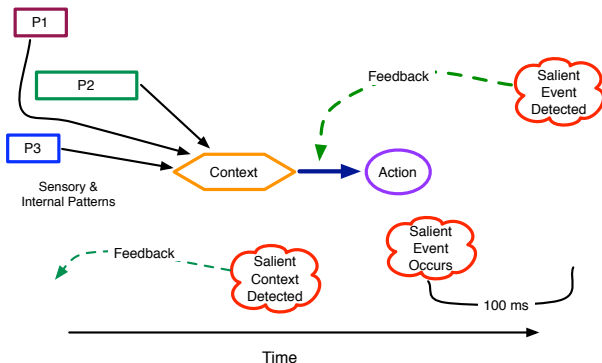 P1
P2
P3
Sensory &
Internal Patterns
Context
Feedback
Action
Salient
Event
Detected
Feedback
Salient
Context
Detected
Salient
Event
Occurs
100 ms
Time